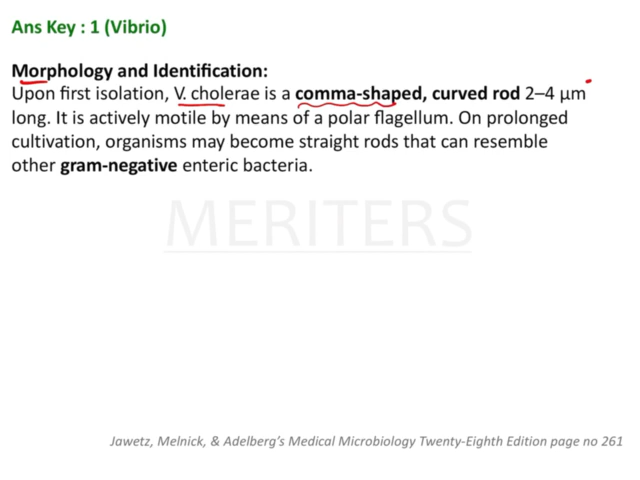 Ans Key : 1 (Vibrio)
Morphology and Identification:
Upon first isolation, V. cholerae is a comma-shaped, curved rod 2–4 μm
long. It is actively motile by means of a polar flagellum. On prolonged
cultivation, organisms may become straight rods that can resemble
other gram-negative enteric bacteria.
MERITERS
Jawetz, Melnick, & Adelberg's Medical Microbiology Twenty-Eighth Edition page no 261